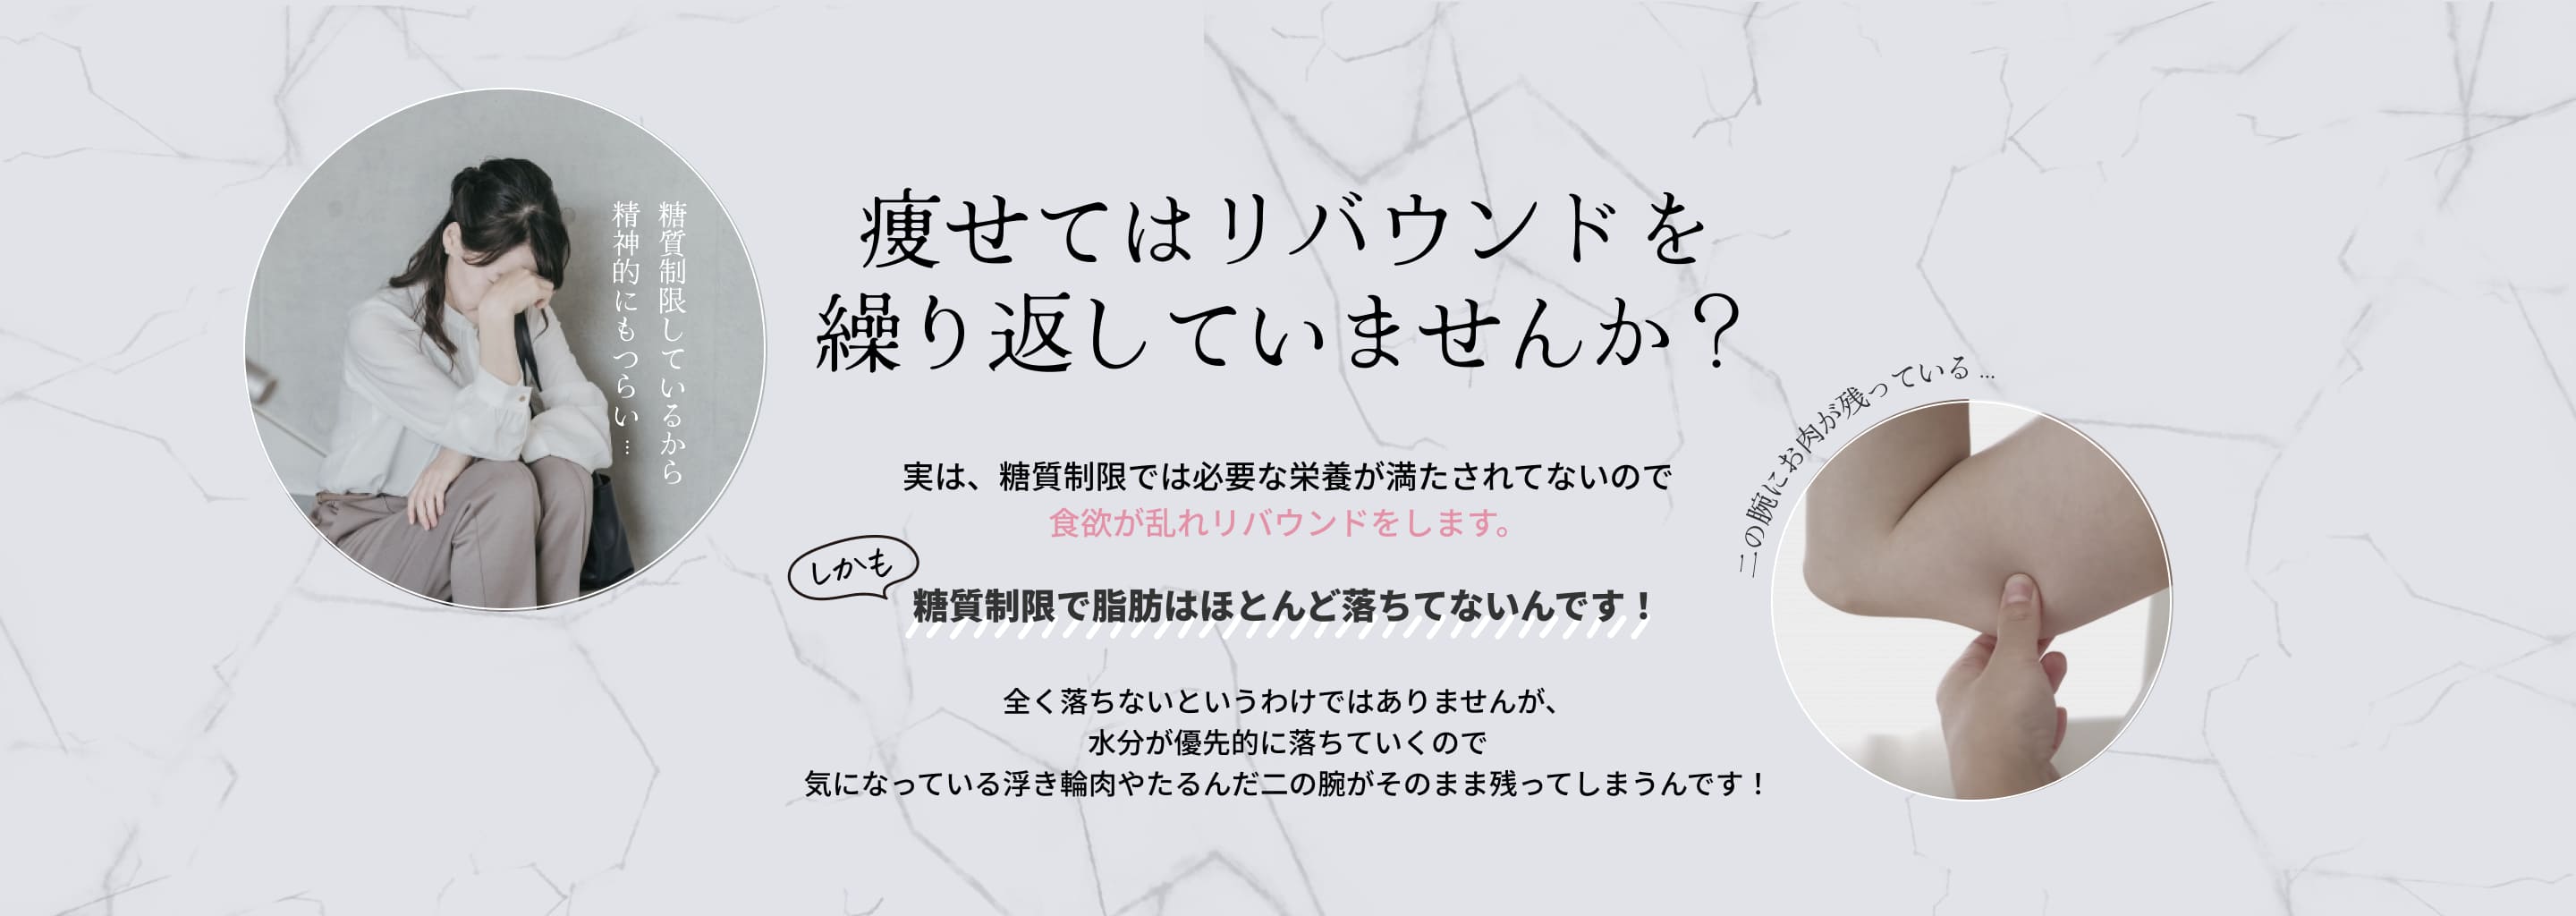 痩せてはリバウンドを
繰り返していませんか？
糖質制限しているから
精神的にもつらい…
実は、糖質制限では必要な栄養が満たされてないので
食欲が乱れリバウンドをします。
しかも
糖質制限で脂肪はほとんど落ちてないんです！
二の腕にお肉が残っている…
全く落ちないというわけではありませんが、
水分が優先的に落ちていくので
気になっている浮き輪肉やたるんだ二の腕がそのまま残ってしまうんです！